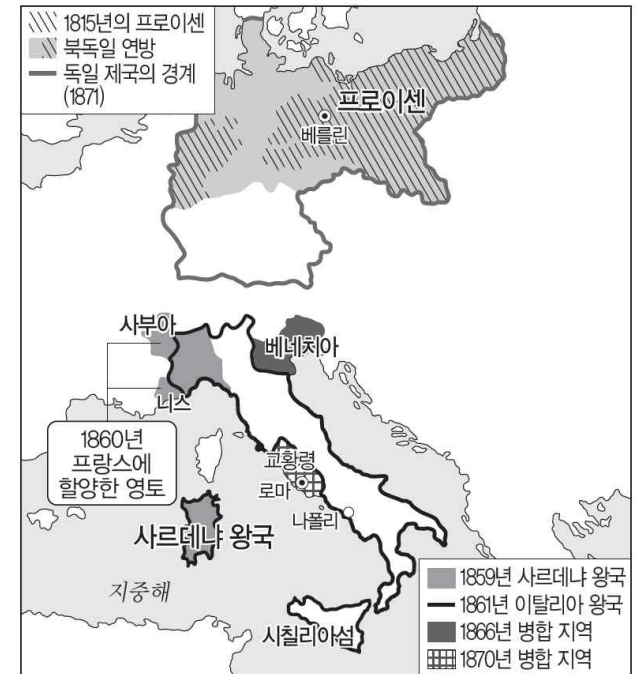 1815년의 프로이센
북독일 연방
독일 제국의 경계
(1871)
프로이센
베를린
사부아
베네치아
니스
1860년
프랑스에
할양한 영토
교황령
로마
나폴리
사르데냐 왕국
지중해
시칠리아섬
1859년 사르데냐 왕국
1861년 이탈리아 왕국
1866년 병합 지역
1870년 병합 지역